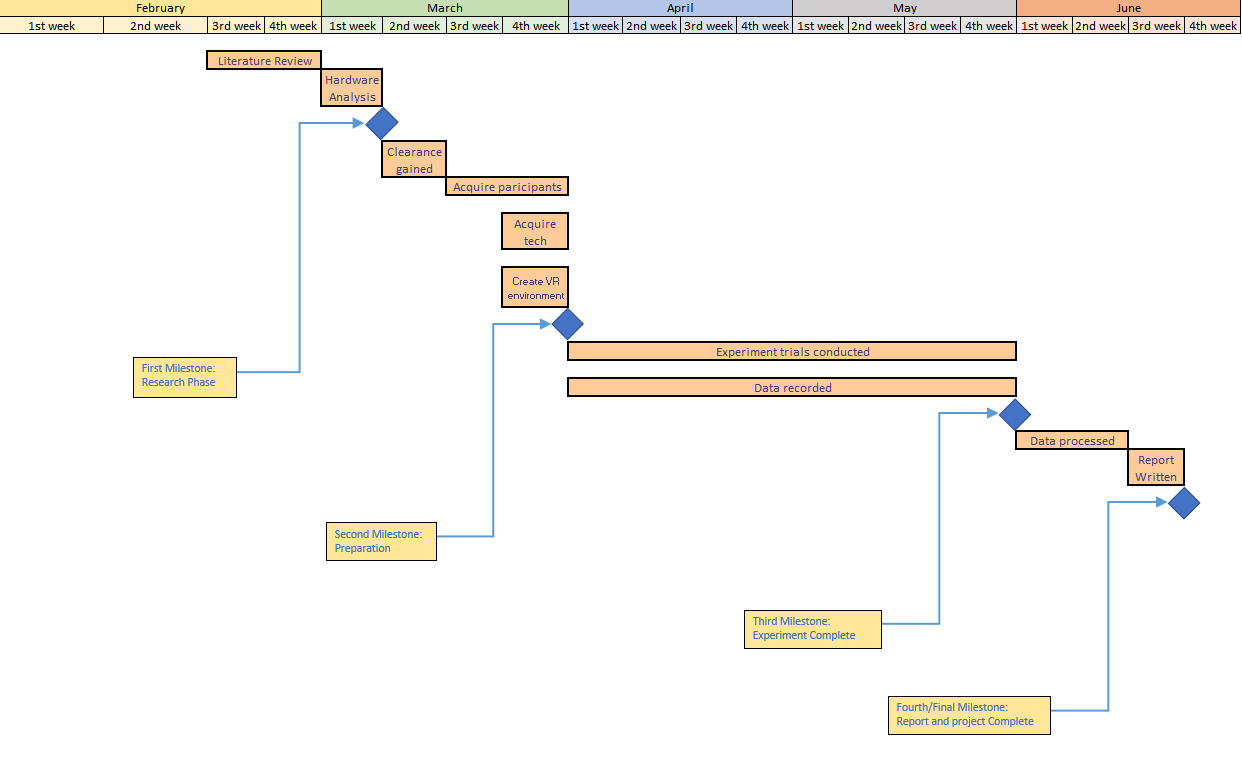 February March April May June
1st week 2nd week 3rd week 4th week 1st week 2nd week 3rd week 4th week 1st week 2nd week 3rd week 4th week 1st week 2nd week 3rd week 4th week 1st week 2nd week 3rd week 4th week
Literature Review
Hardware
Analysis
Clearance
gained
Acquire paricipants
Acquire
tech
Create VR
environment
Experiment trials conducted
First Milestone:
Research Phase
Data recorded
Data processed
Report
Written
Second Milestone:
Preparation
Third Milestone:
Experiment Complete
Fourth/Final Milestone:
Report and project Complete